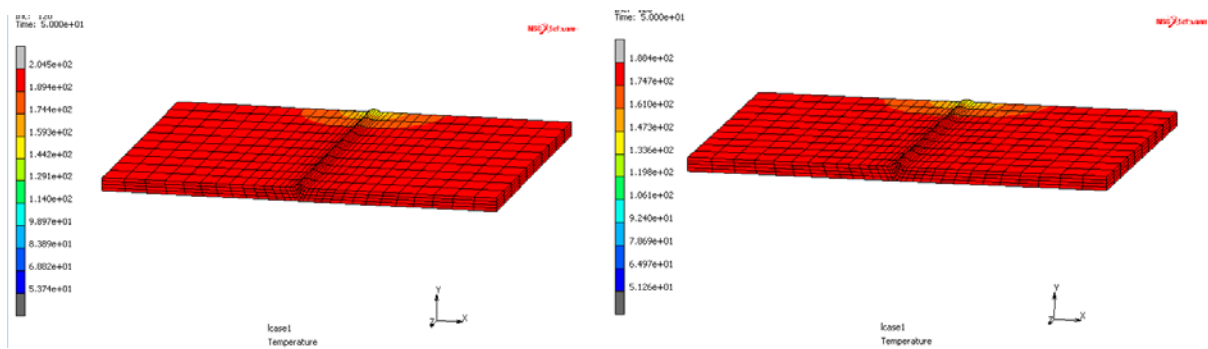 Time: 5.000e+01
2.045e+02
1.894e+02
1.744e+02
1.593e+02
1.442e+02
1.291e+02
1.140e+02
9.897e+01
8.389e+01
6.882e+01
5.374e+01
Y
Z
X
lcase1
Temperature
Time: 5.000e+01
1.884e+02
1.747e+02
1.610e+02
1.473e+02
1.336e+02
1.198e+02
1.061e+02
9.240e+01
7.869e+01
6.497e+01
5.126e+01
Y
Z
X
lcase1
Temperature